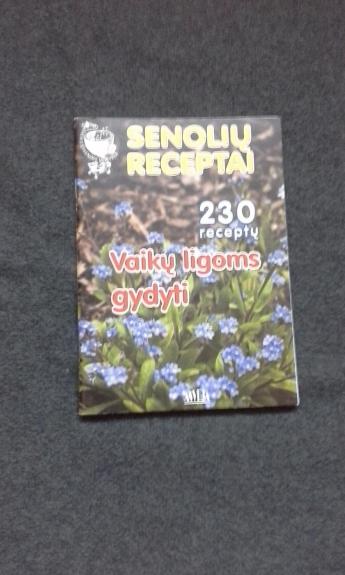 SENOLIŲ
RECEPTAI
230
receptų
Vaikų ligoms
gydyti